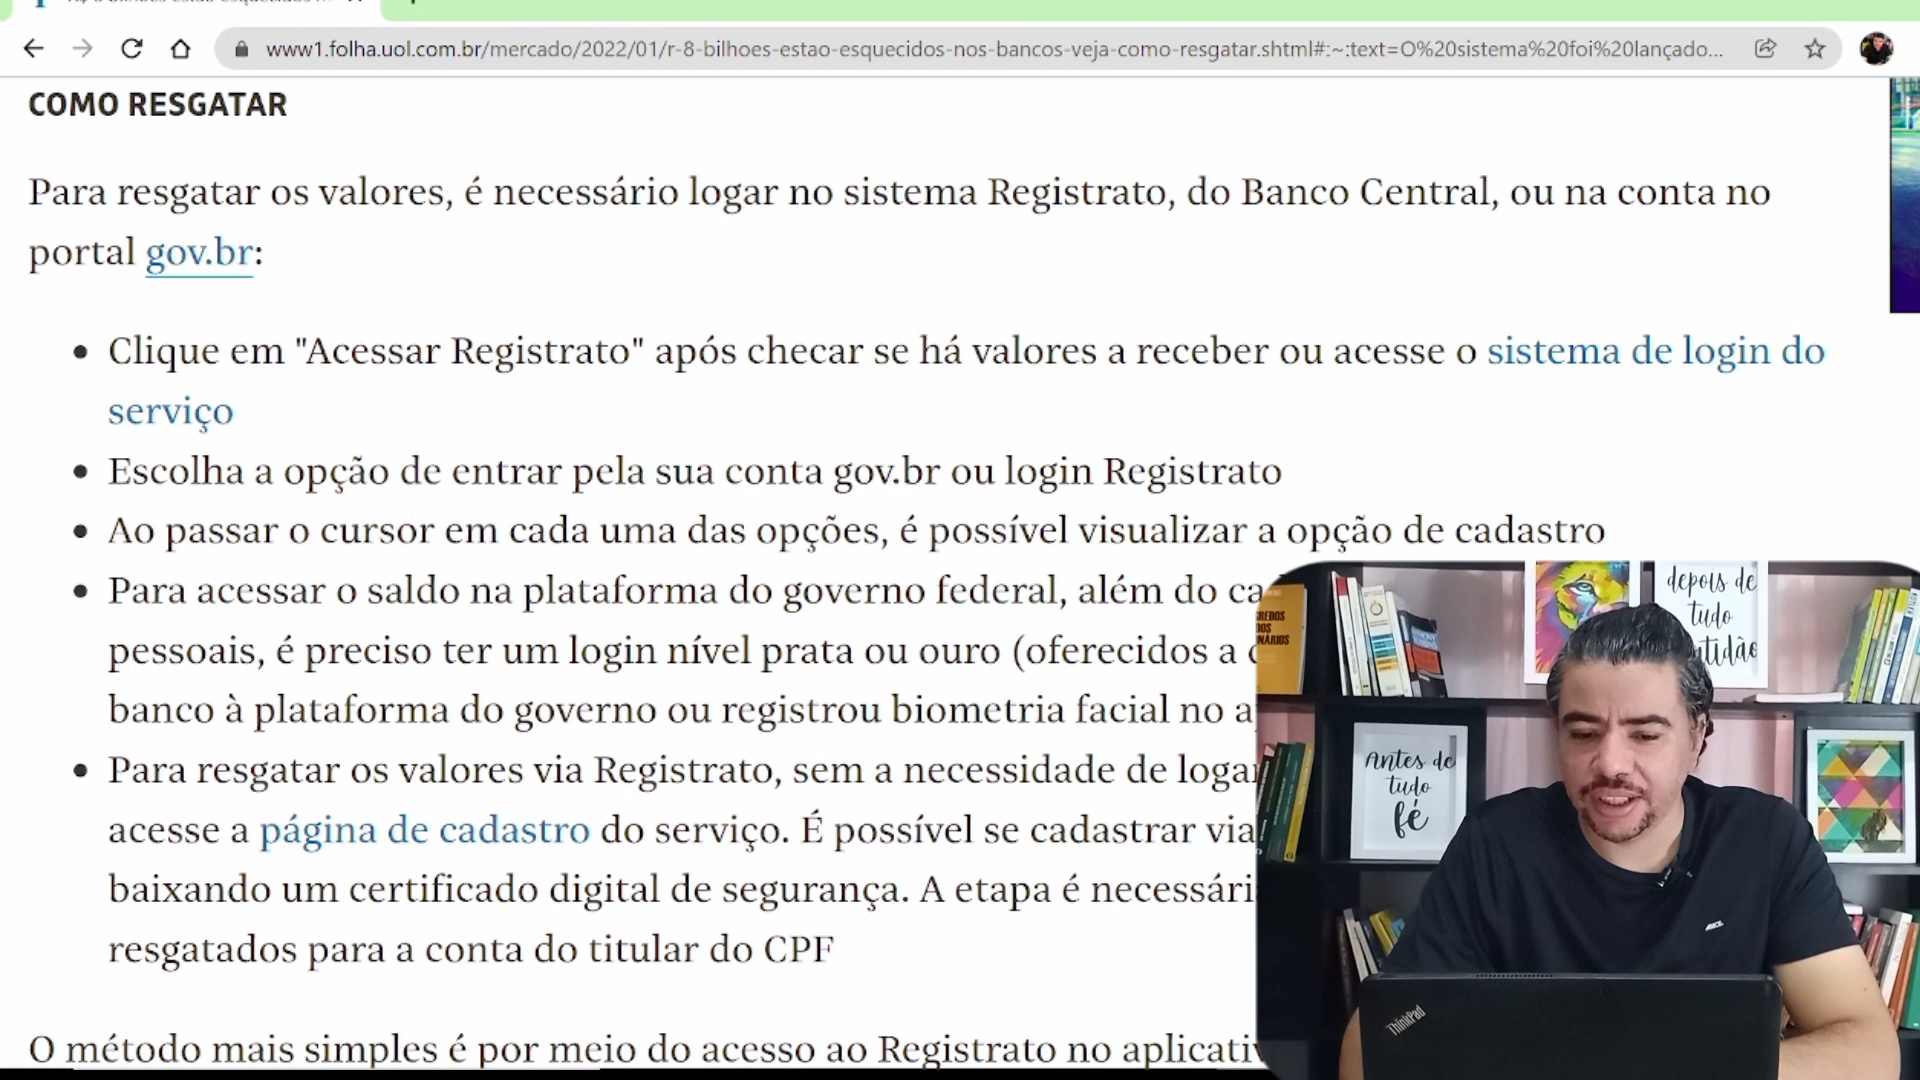 www1.folha.uol.com.br/mercado/2022/01/r-8-bilhoes-estao-esquecidos-nos-bancos-veja-como-resgatar.shtml#:~:text=O%20sistema%20foi%20lançado...
COMO RESGATAR
Para resgatar os valores, é necessário logar no sistema Registrato, do Banco Central, ou na conta no
portal gov.br:
Clique em "Acessar Registrato" após checar se há valores a receber ou acesse o sistema de login do
serviço
Escolha a opção de entrar pela sua conta gov.br ou login Registrato
Ao passar o cursor em cada uma das opções, é possível visualizar a opção de cadastro
Para acessar o saldo na plataforma do governo federal, além do ca
pessoais, é preciso ter um login nível prata ou ouro (oferecidos a
banco à plataforma do governo ou registrou biometria facial no a
Para resgatar os valores via Registrato, sem a necessidade de loga
acesse a página de cadastro do serviço. É possível se cadastrar via
baixando um certificado digital de segurança. A etapa é necessári
resgatados para a conta do titular do CPF
O método mais simples é por meio do acesso ao Registrato no aplicativ
depois de
tudo
Antes de
tudo
fé
ThinkPad